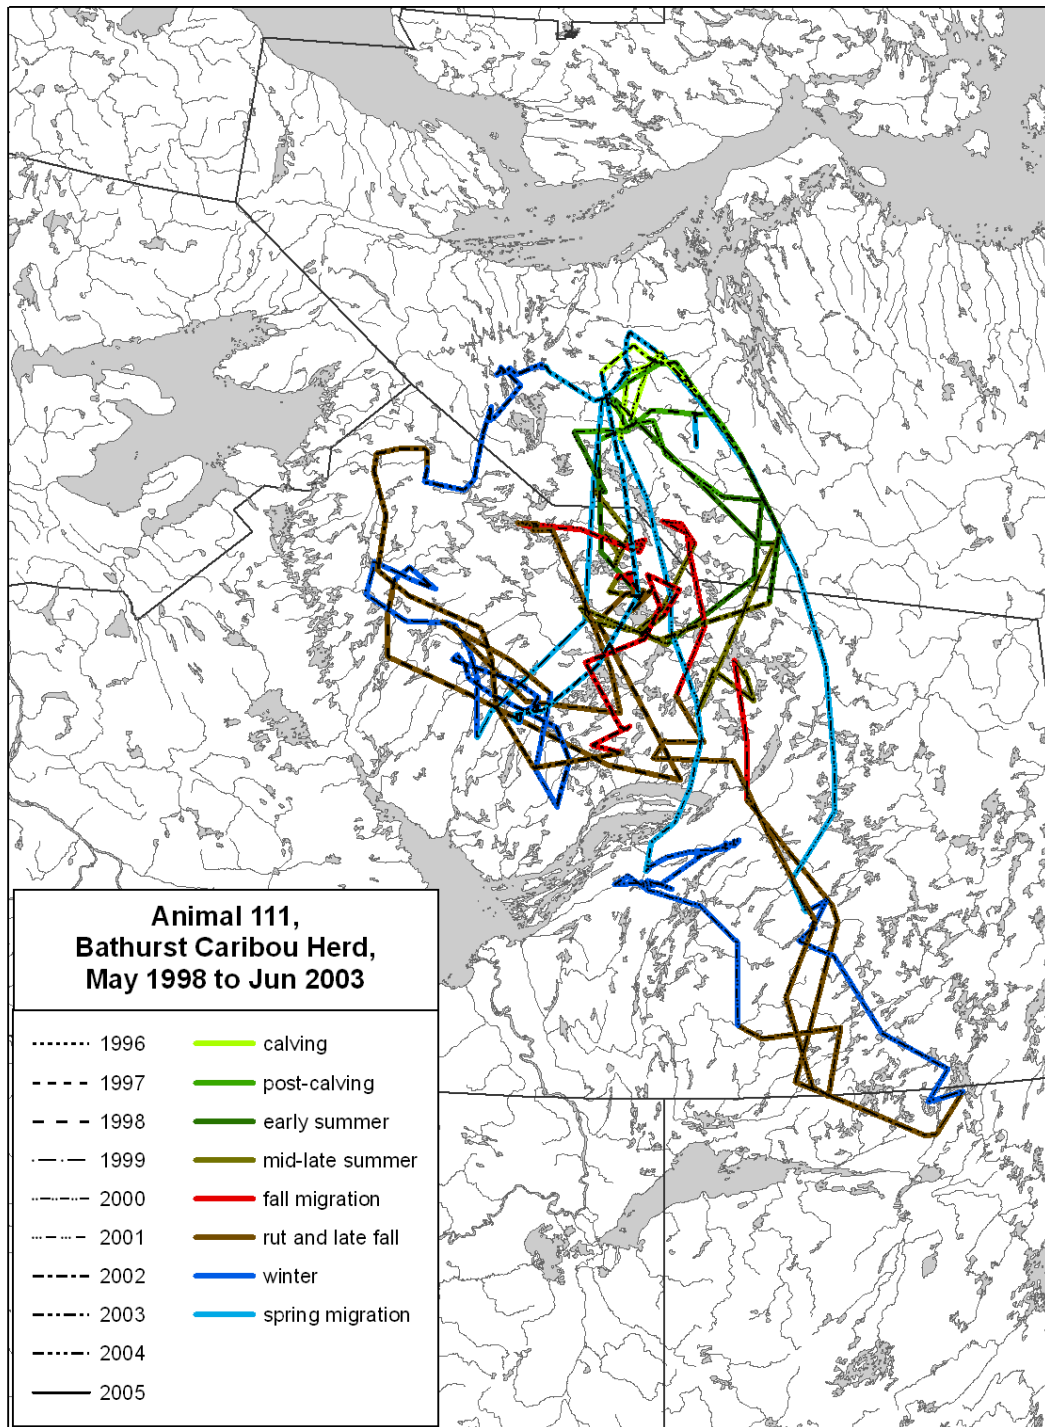 Animal 111,
Bathurst Caribou Herd,
May 1998 to Jun 2003
1996
1997
1998
1999
2000
2001
2002
2003
2004
2005
calving
post-calving
early summer
mid-late summer
fall migration
rut and late fall
winter
spring migration